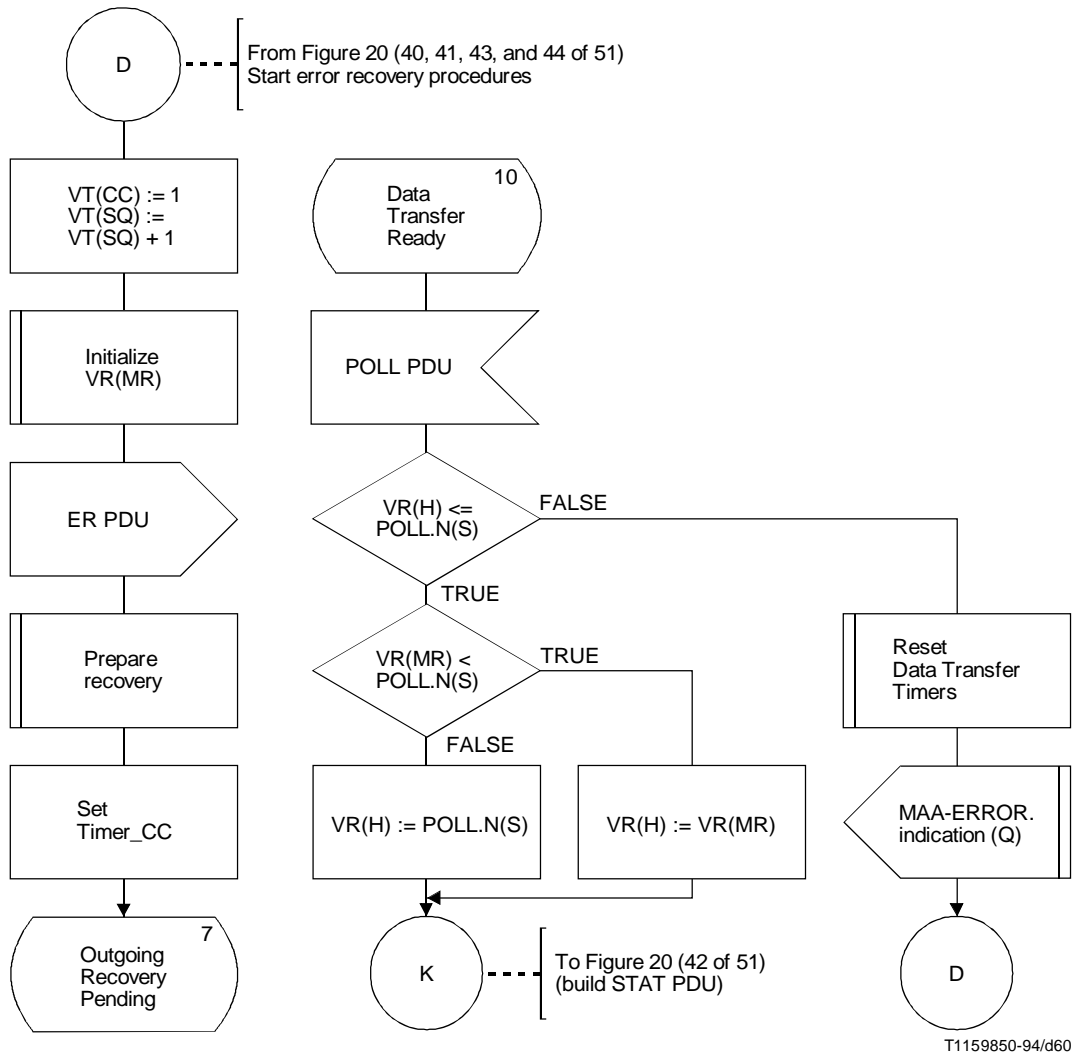 D
From Figure 20 (40, 41, 43, and 44 of 51)
Start error recovery procedures
VT(CC) := 1
VT(SQ) :=
VT(SQ) + 1
Initialize
VR(MR)
ER PDU
Prepare
recovery
Set
Timer_CC
7
Outgoing
Recovery
Pending
10
Data
Transfer
Ready
POLL PDU
VR(H) <=
POLL.N(S)
FALSE
TRUE
VR(MR) <
POLL.N(S)
TRUE
FALSE
VR(H) := POLL.N(S)
VR(H) := VR(MR)
K
To Figure 20 (42 of 51)
(build STAT PDU)
Reset
Data Transfer
Timers
MAA-ERROR.
indication (Q)
D
T1159850-94/d60